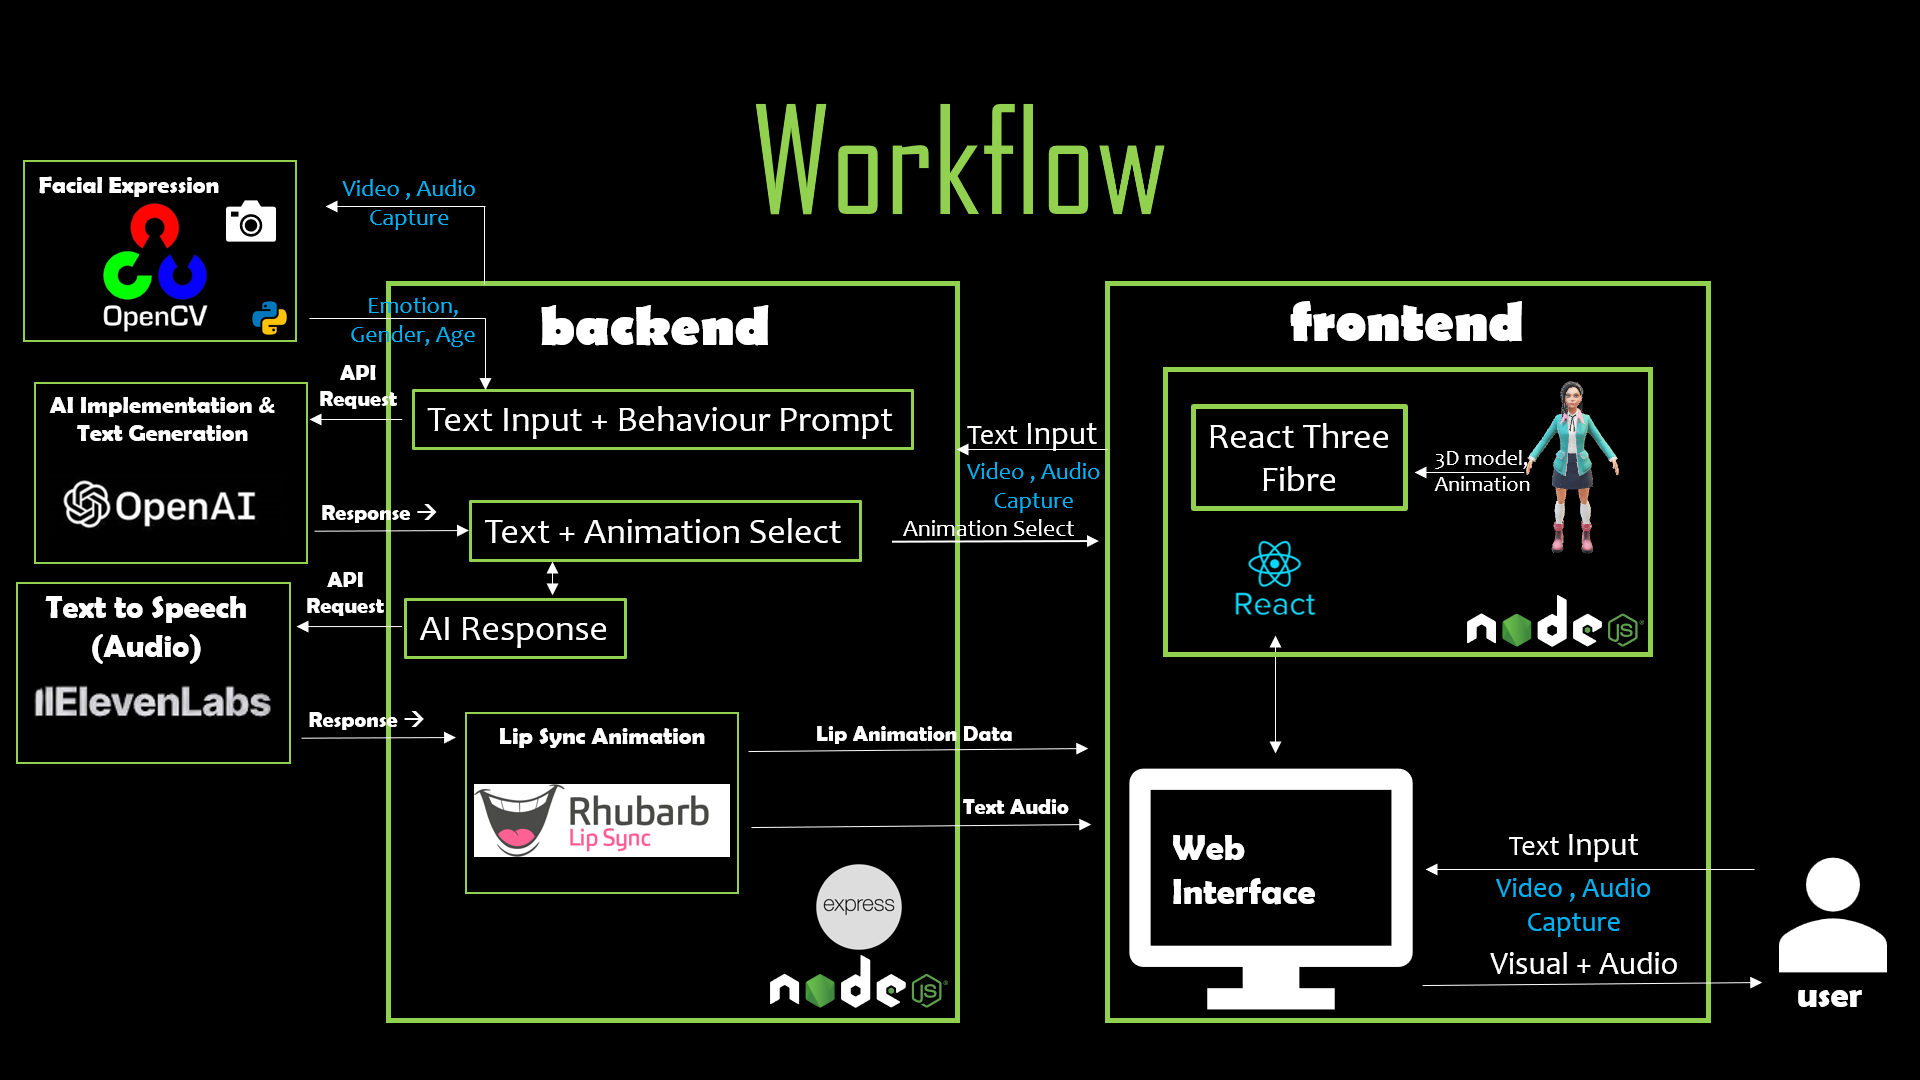 Workflow
Facial Expression
OpenCV
Video , Audio
Capture
Emotion,
Gender, Age
API
Request
AI Implementation &
Text Generation
OpenAI
Response →
API
Request
Text to Speech
(Audio)
IIElevenLabs
Response →
backend
Text Input + Behaviour Prompt
Text + Animation Select
AI Response
Lip Sync Animation
Rhubarb
Lip Sync
express
node
JS
Text Input
Video , Audio
Capture
Animation Select
Lip Animation Data
Text Audio
frontend
React Three
Fibre
3D model,
Animation
React
node
JS
Web
Interface
Text Input
Video , Audio
Capture
Visual + Audio
user